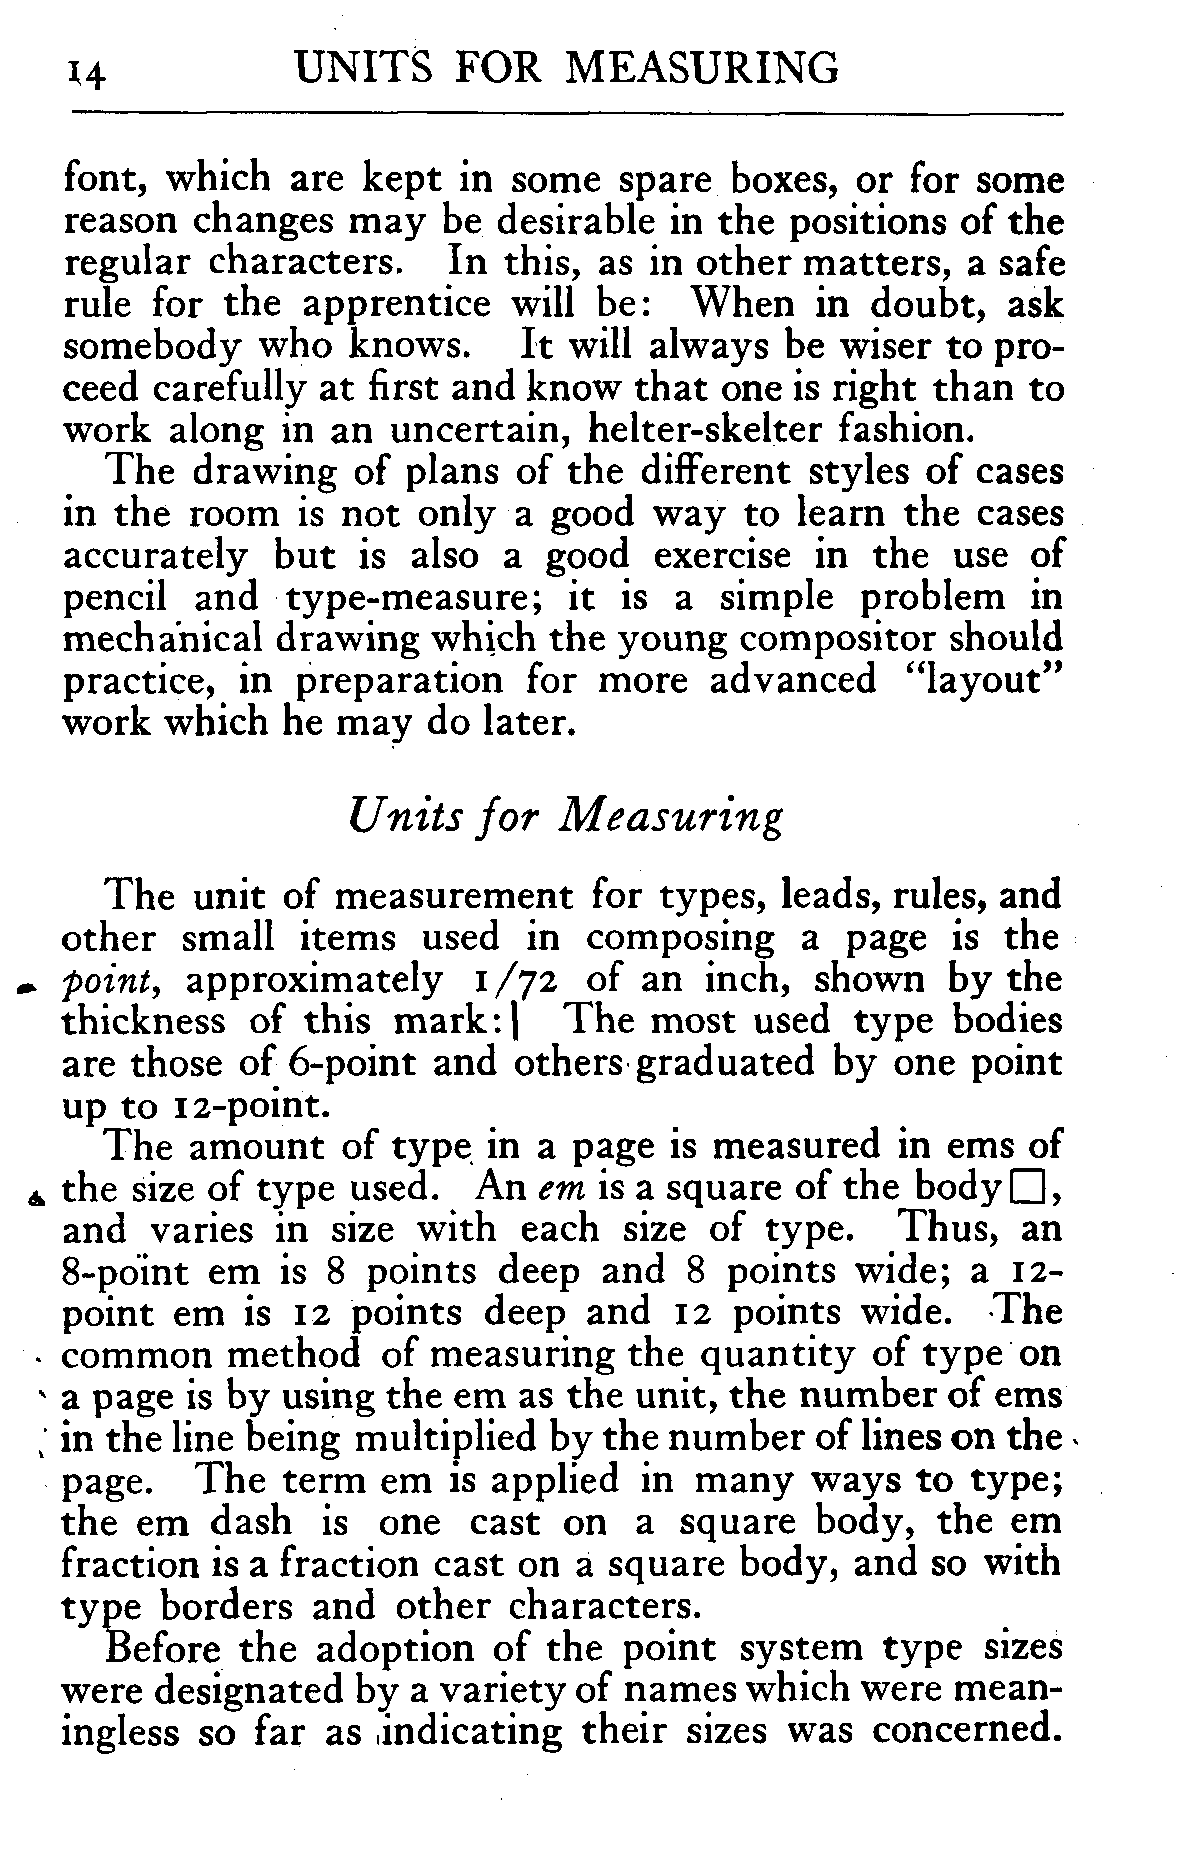 14 UNITS FOR MEASURING
font, which are kept in some spare boxes, or for some
reason changes may be desirable in the positions of the
regular characters. In this, as in other matters, a safe
rule for the apprentice will be: When in doubt, ask
somebody who knows. It will always be wiser to pro-
ceed carefully at first and know that one is right than to
work along in an uncertain, helter-skelter fashion.
The drawing of plans of the different styles of cases
in the room is not only a good way to learn the cases
accurately but is also a good exercise in the use of
pencil and type-measure; it is a simple problem in
mechanical drawing which the young compositor should
practice, in preparation for more advanced “layout”
work which he may do later.
Units for Measuring
The unit of measurement for types, leads, rules, and
other small items used in composing a page is the
point, approximately 1/72 of an inch, shown by the
thickness of this mark:| The most used type bodies
are those of 6-point and others graduated by one point
up to 12-point.
The amount of type in a page is measured in ems of
the size of type used. An em is a square of the body □,
and varies in size with each size of type. Thus, an
8-point em is 8 points deep and 8 points wide; a 12-
point em is 12 points deep and 12 points wide. The
common method of measuring the quantity of type on
a page is by using the em as the unit, the number of ems
in the line being multiplied by the number of lines on the
page. The term em is applied in many ways to type;
the em dash is one cast on a square body, the em
fraction is a fraction cast on a square body, and so with
type borders and other characters.
Before the adoption of the point system type sizes
were designated by a variety of names which were mean-
ingless so far as indicating their sizes was concerned.